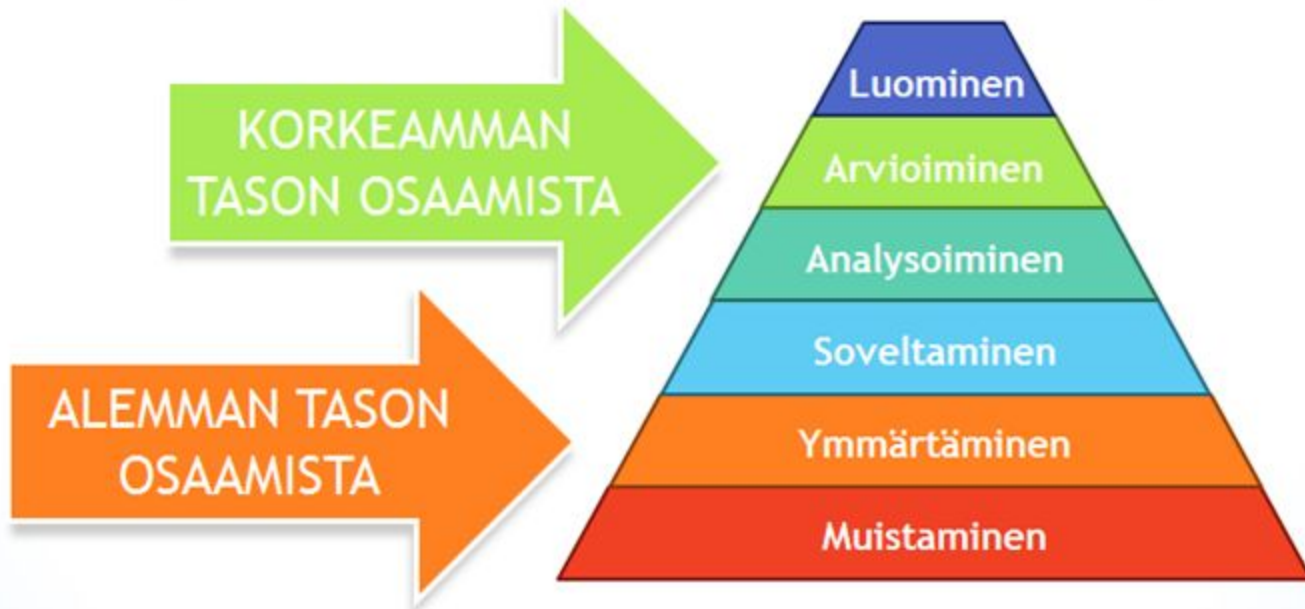 KORKEAMMAN
TASON OSAAMISTA
ALEMMAN TASON
OSAAMISTA
Luominen
Arvioiminen
Analysoiminen
Soveltaminen
Ymmärtäminen
Muistaminen